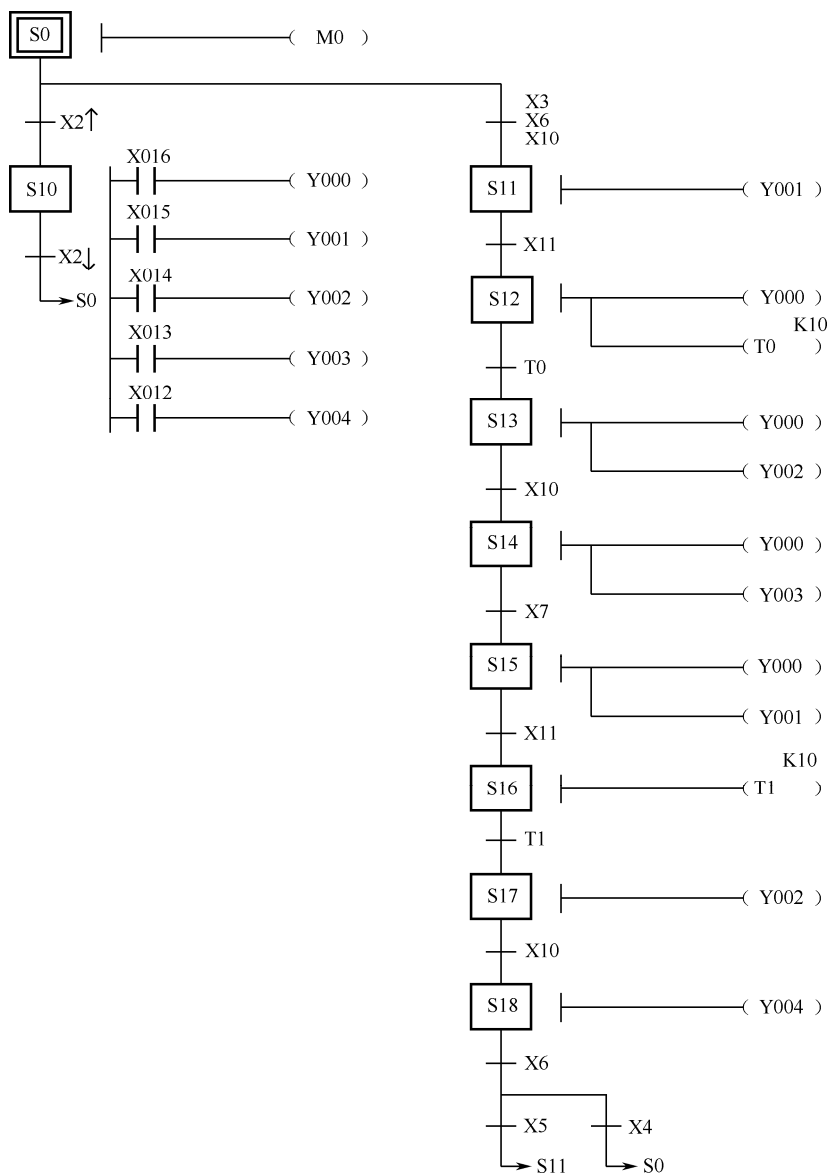 S0
( M0 )
X2↑
X3
X6
X10
S10
X016
( Y000 )
X015
( Y001 )
X014
( Y002 )
X013
( Y003 )
X012
( Y004 )
X2↓
S0
S11
( Y001 )
X11
S12
( Y000 )
K10
( T0 )
T0
S13
( Y000 )
( Y002 )
X10
S14
( Y000 )
( Y003 )
X7
S15
( Y000 )
( Y001 )
X11
K10
S16
( T1 )
T1
S17
( Y002 )
X10
S18
( Y004 )
X6
X5
X4
S11
S0